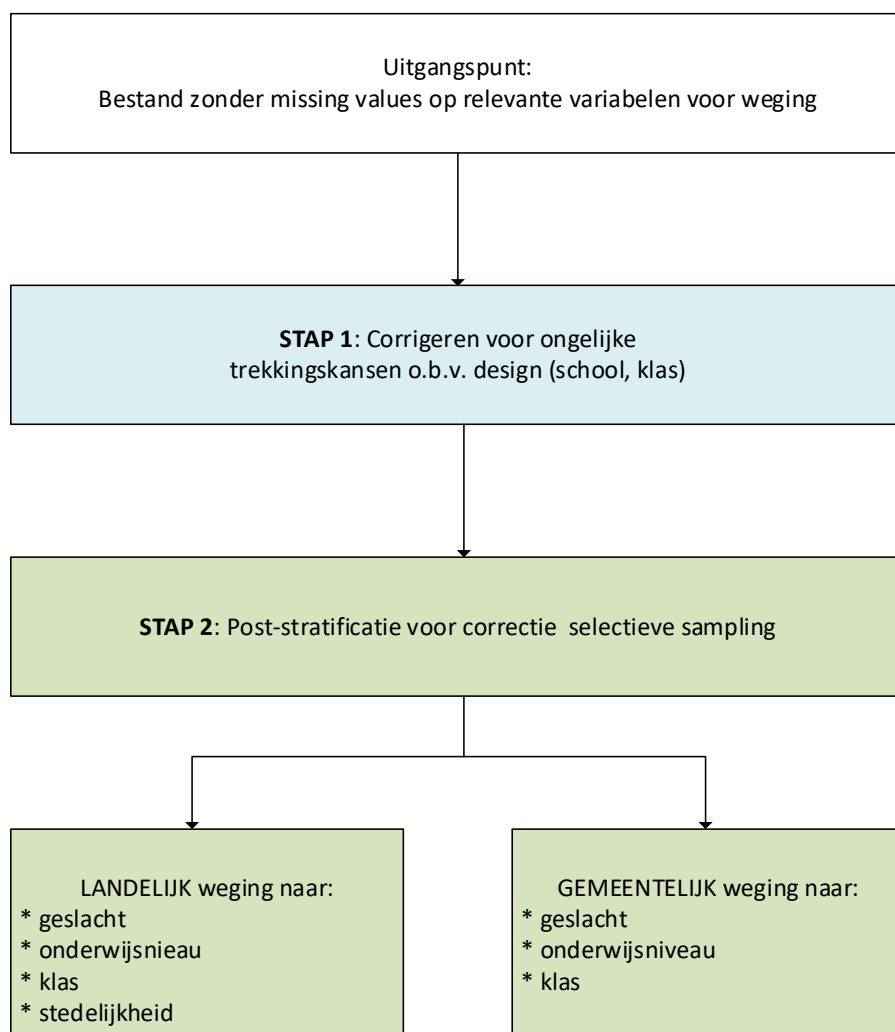 Uitgangspunt:
Bestand zonder missing values op relevante variabelen voor weging
STAP 1: Corrigeren voor ongelijke
trekkingskansen o.b.v. design (school, klas)
STAP 2: Post-stratificatie voor correctie selectieve sampling
LANDELIJK weging naar:
* geslacht
* onderwijsnieau
* klas
* stedelijkheid
GEMEENTELIJK weging naar:
* geslacht
* onderwijsniveau
* klas